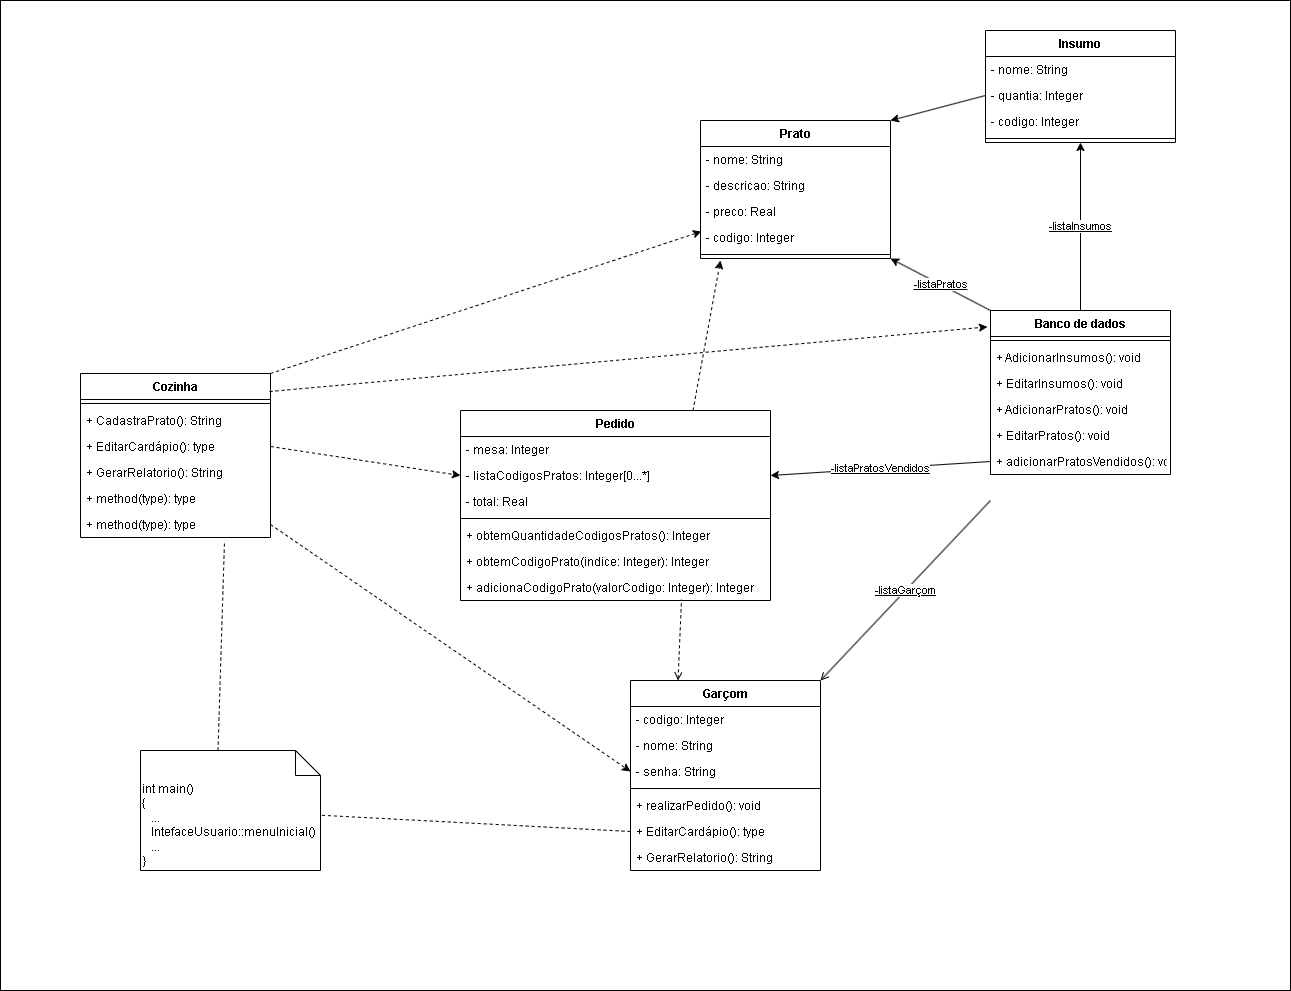 Insumo
- nome: String
- quantia: Integer
- codigo: Integer
Prato
- nome: String
- descricao: String
- preco: Real
- codigo: Integer
-listaInsumos
-listaPratos
Banco de dados
+ AdicionarInsumos(): void
+ EditarInsumos(): void
+ AdicionarPratos(): void
+ EditarPratos(): void
+ adicionarPratosVendidos(): vo
Cozinha
+ CadastraPrato(): String
+ EditarCardápio(): type
+ GerarRelatorio(): String
+ method(type): type
+ method(type): type
Pedido
- mesa: Integer
- listaCodigosPratos: Integer[0...*]
- total: Real
+ obtemQuantidadeCodigosPratos(): Integer
+ obtemCodigoPrato(indice: Integer): Integer
+ adicionaCodigoPrato(valorCodigo: Integer): Integer
-listaPratosVendidos
-listaGarçom
Garçom
- codigo: Integer
- nome: String
- senha: String
+ realizarPedido(): void
+ EditarCardápio(): type
+ GerarRelatorio(): String
int main()
{
...
IntefaceUsuario::menuInicial()
...
}